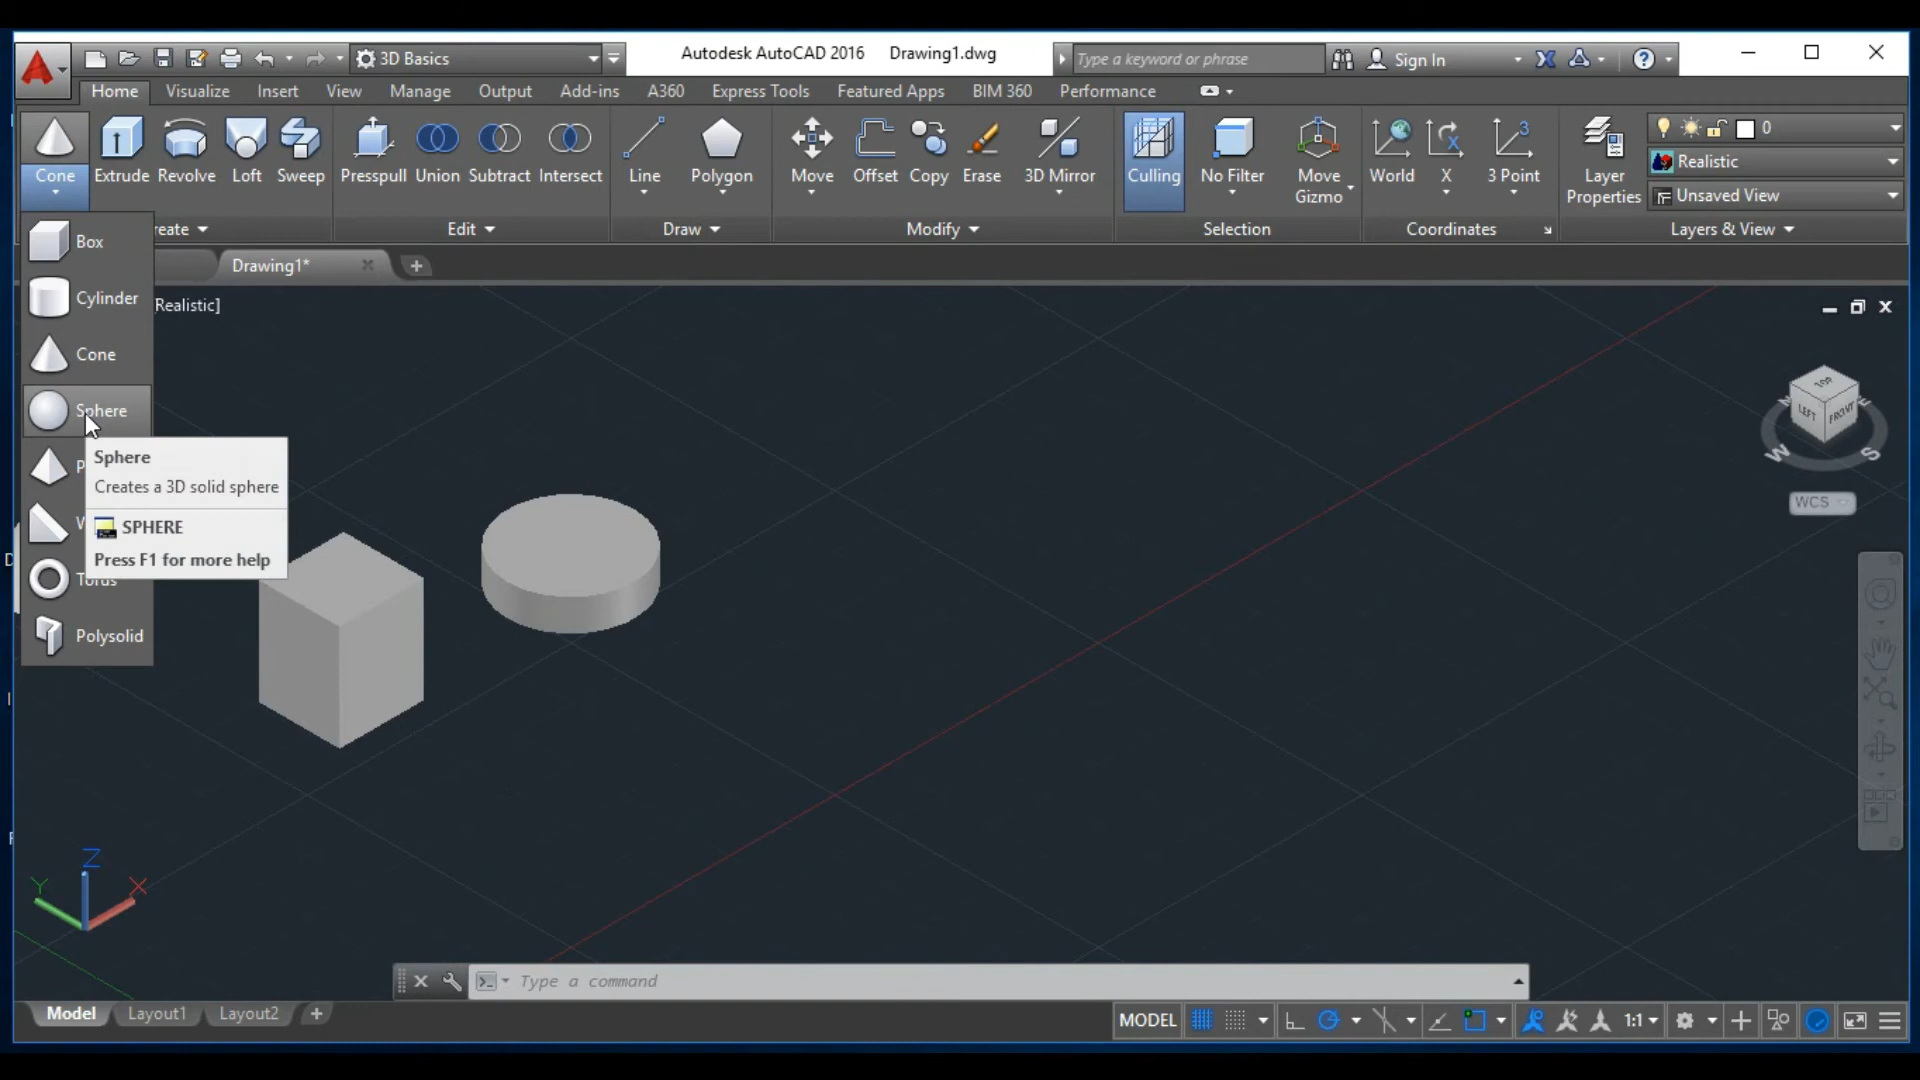 3D Basics
Autodesk AutoCAD 2016 Drawing1.dwg
Type a keyword or phrase
Sign In
Home Visualize Insert View Manage Output Add-ins A360 Express Tools Featured Apps BIM 360 Performance
Cone Extrude Revolve Loft Sweep Presspull Union Subtract Intersect Line Polygon Move Offset Copy Erase 3D Mirror Culling No Filter Move Gizmo World X 3 Point Layer Properties
0
Realistic
Unsaved View
reate Edit Draw Modify Selection Coordinates Layers & View
Drawing1*
Realistic]
Box
Cylinder
Cone
Sphere
P
W
Torus
Polysolid
Sphere
Creates a 3D solid sphere
SPHERE
Press F1 for more help
TOP
LEFT FRONT
N E
W S
WCS
Z
Y X
Type a command
Model Layout1 Layout2
MODEL 1:1